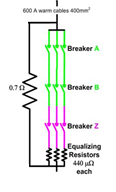 600 A warm cables 400mm²
Breaker A
0.7 Ω
Breaker B
Breaker Z
Equalizing
Resistors
440 μΩ
each